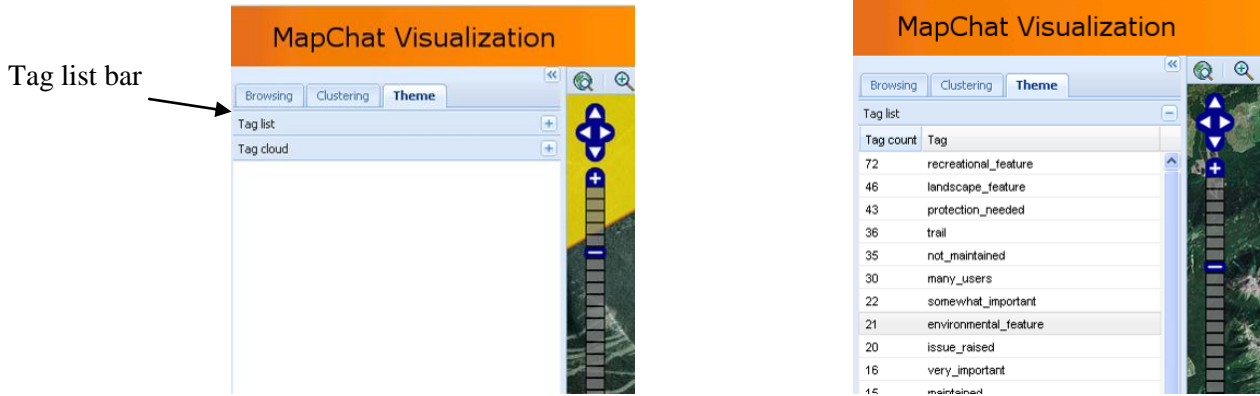 MapChat Visualization
Tag list bar
Browsing Clustering Theme
Tag list
Tag cloud
MapChat Visualization
Browsing Clustering Theme
Tag list
Tag count Tag
72 recreational_feature
46 landscape_feature
43 protection_needed
36 trail
35 not_maintained
30 many_users
22 somewhat_important
21 environmental_feature
20 issue_raised
16 very_important
15 maintained